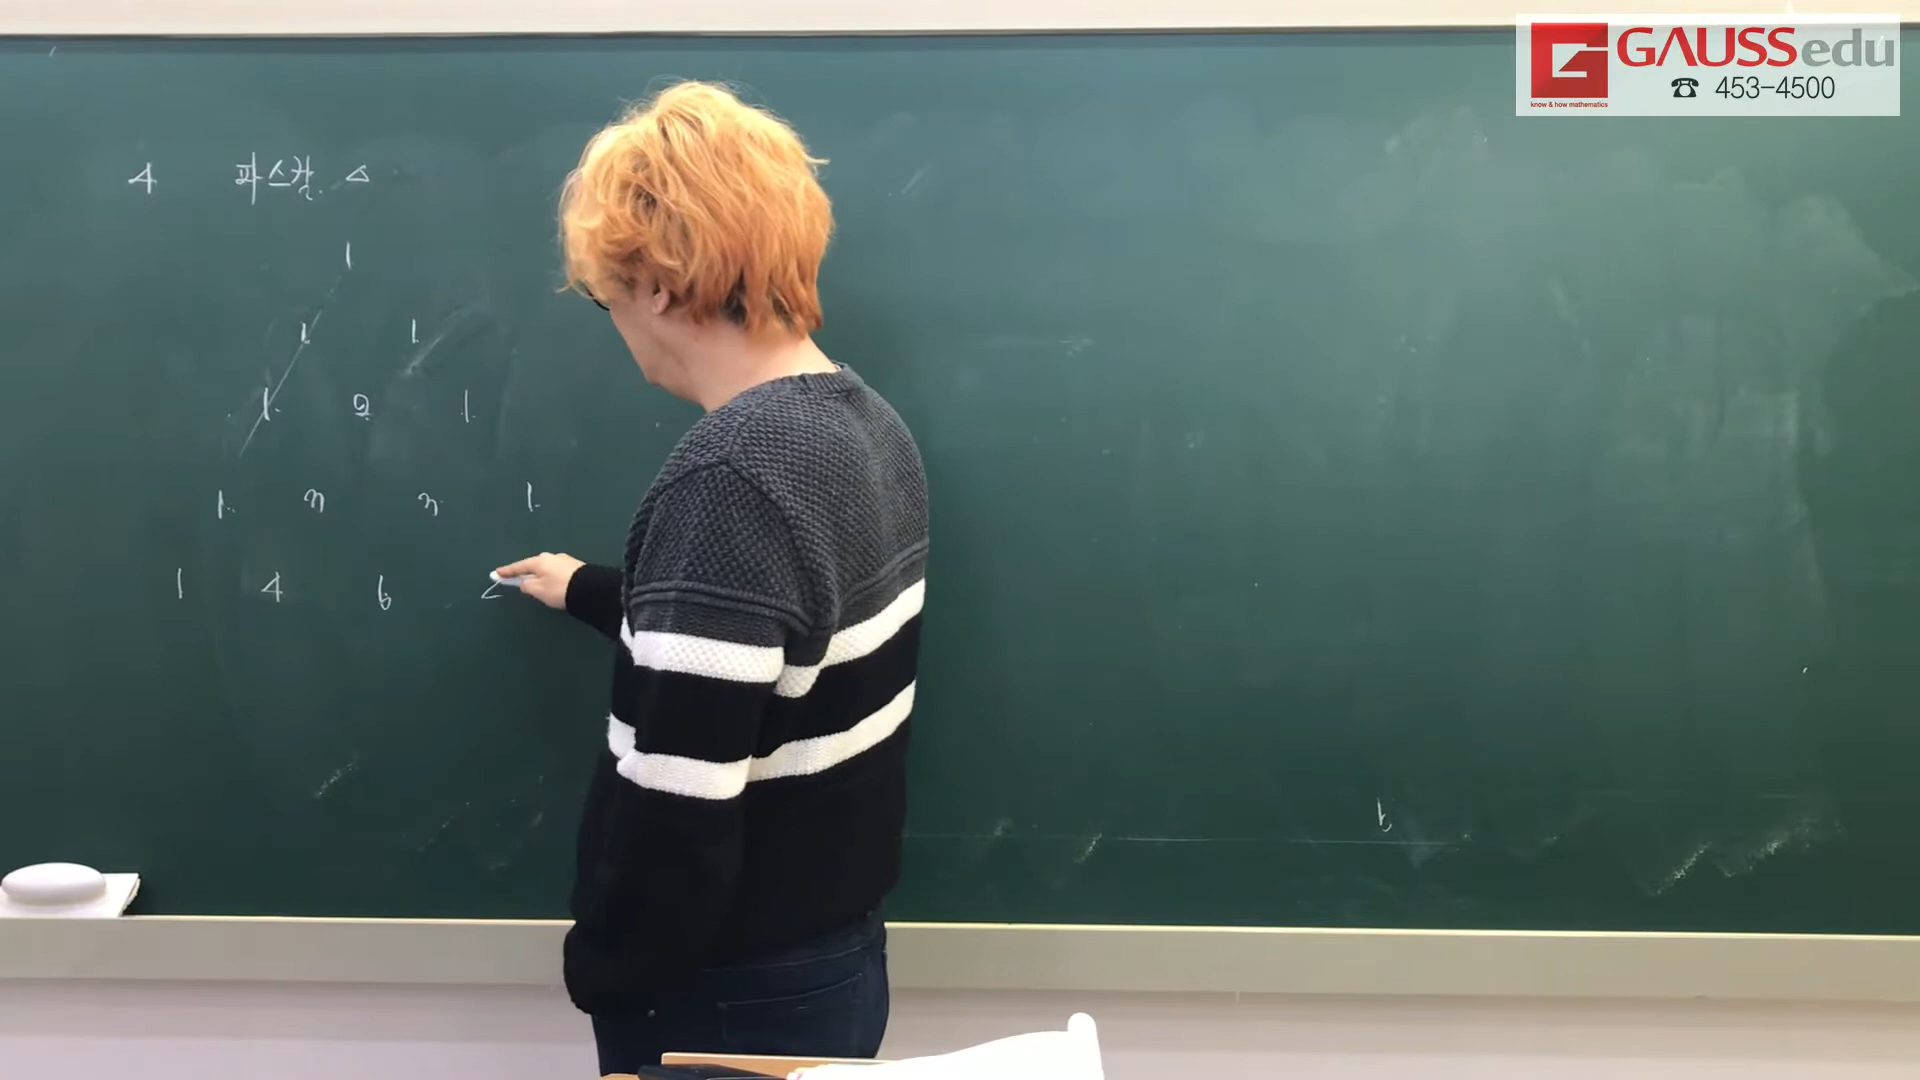 GAUSSedu
know & how mathematics
☎ 453-4500
4 파스칼 △
1
1 1
1 2 1
1 3 3 1
1 4 6